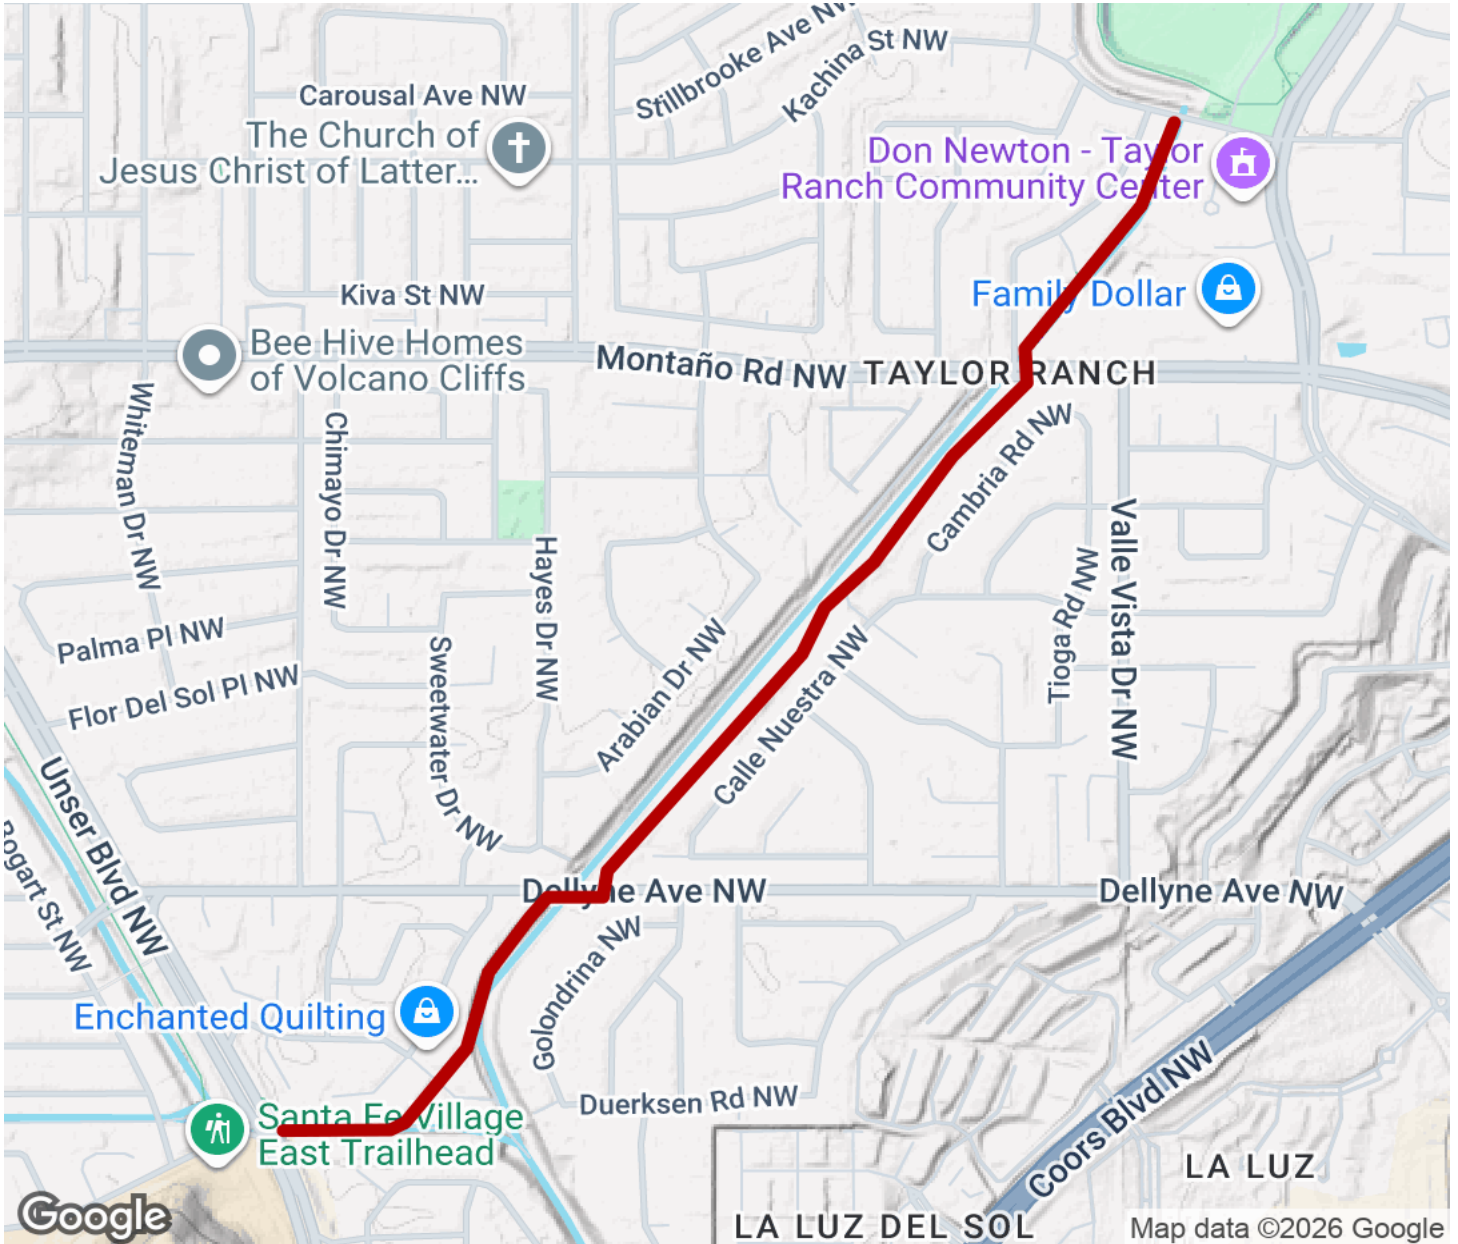 Stillbrooke Ave NW
Kachina St NW
Carousal Ave NW
The Church of
Jesus Christ of Latter...
Don Newton - Taylor
Ranch Community Center
Kiva St NW
Family Dollar
Bee Hive Homes
of Volcano Cliffs
Montaño Rd NW
TAYLOR RANCH
Whiteman Dr NW
Chimayo Dr NW
Cambria Rd NW
Hayes Dr NW
Valle Vista Dr NW
Tioga Rd NW
Palma Pl NW
Flor Del Sol Pl NW
Sweetwater Dr NW
Arabian Dr NW
Calle Nuestra NW
Unser Blvd NW
Bogart St NW
Dellyne Ave NW
Dellyne Ave NW
Golondrina NW
Enchanted Quilting
Duerksen Rd NW
Santa Fe Village
East Trailhead
Coors Blvd NW
LA LUZ
LA LUZ DEL SOL
Google
Map data ©2026 Google